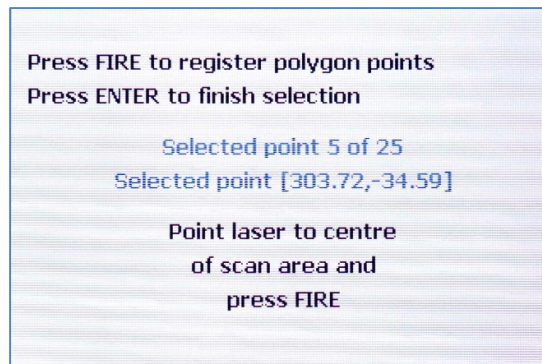 Press FIRE to register polygon points
Press ENTER to finish selection
Selected point 5 of 25
Selected point [303.72,-34.59]
Point laser to centre
of scan area and
press FIRE